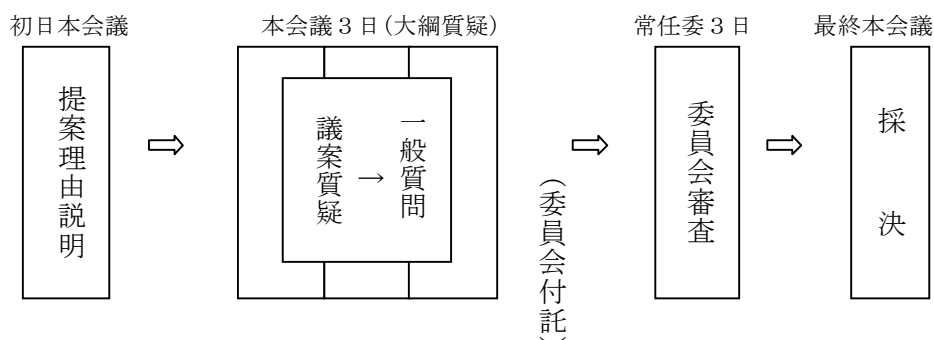 初日本会議
本会議３日(大綱質疑)
常任委３日
最終本会議
提案理由説明
⇨
議案質疑
→
一般質問
⇨
(委員会付託)
委員会審査
⇨
採決